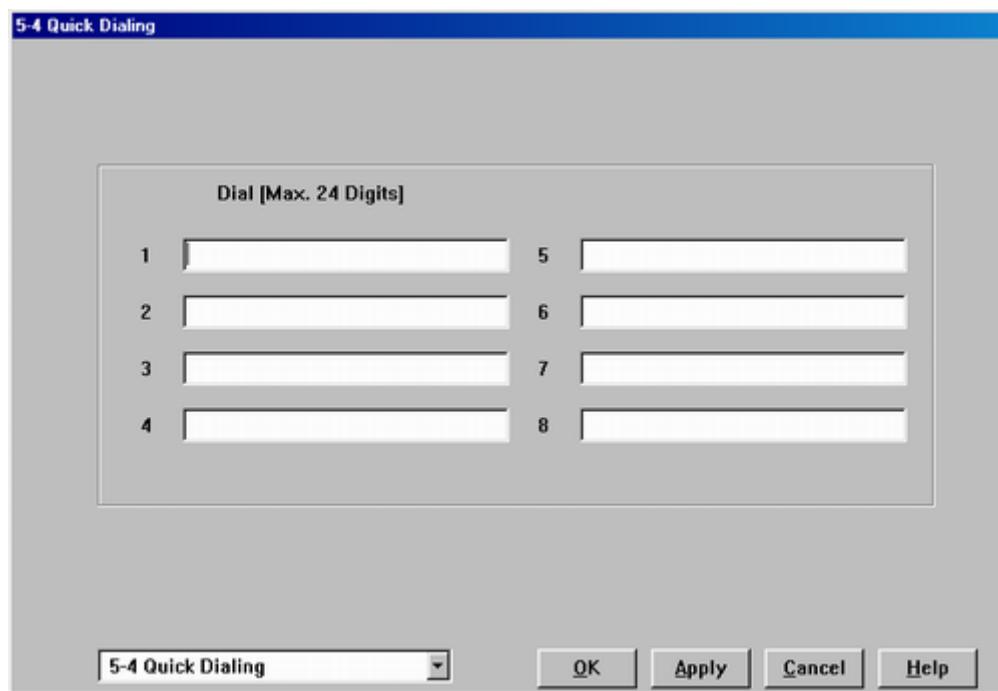 5-4 Quick Dialing
Dial [Max. 24 Digits]
1 5
2 6
3 7
4 8
5-4 Quick Dialing OK Apply Cancel Help